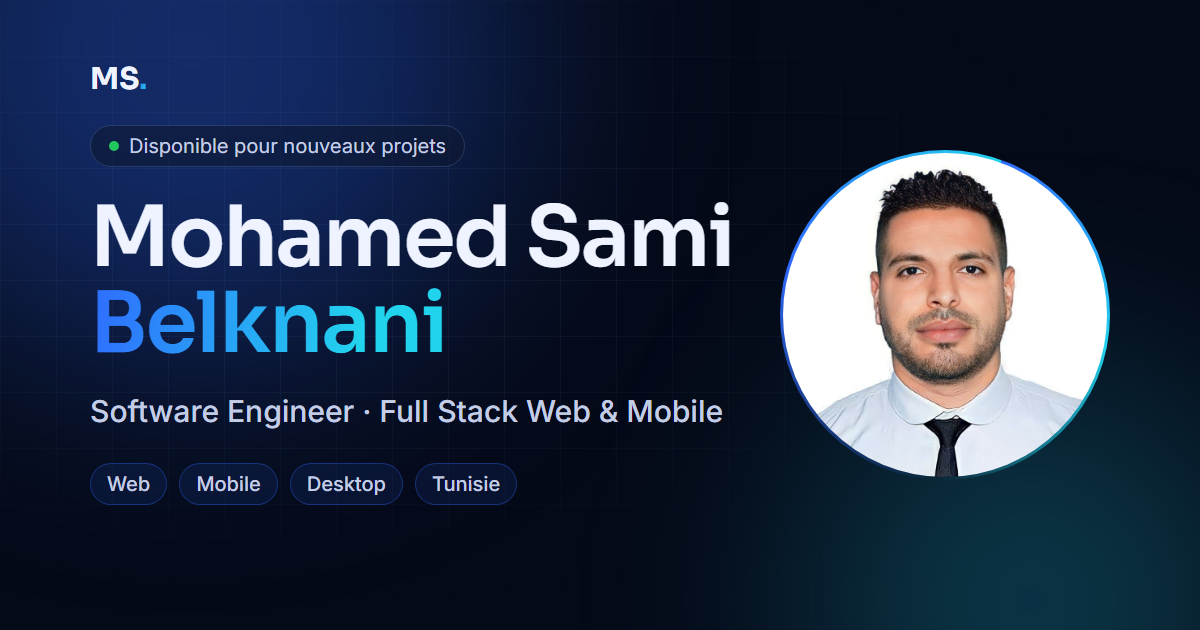 MS.
Disponible pour nouveaux projets
Mohamed Sami
Belknani
Software Engineer · Full Stack Web & Mobile
Web
Mobile
Desktop
Tunisie